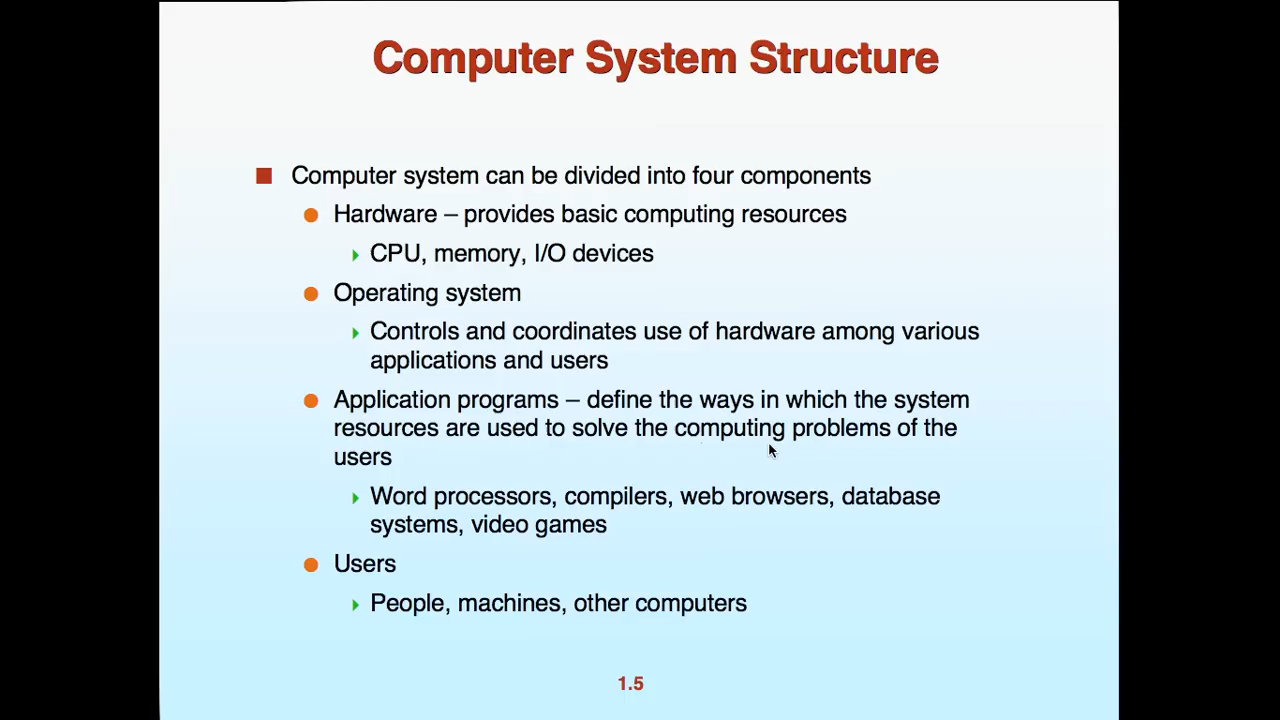 Computer System Structure
Computer system can be divided into four components
Hardware – provides basic computing resources
CPU, memory, I/O devices
Operating system
Controls and coordinates use of hardware among various
applications and users
Application programs – define the ways in which the system
resources are used to solve the computing problems of the
users
Word processors, compilers, web browsers, database
systems, video games
Users
People, machines, other computers
1.5